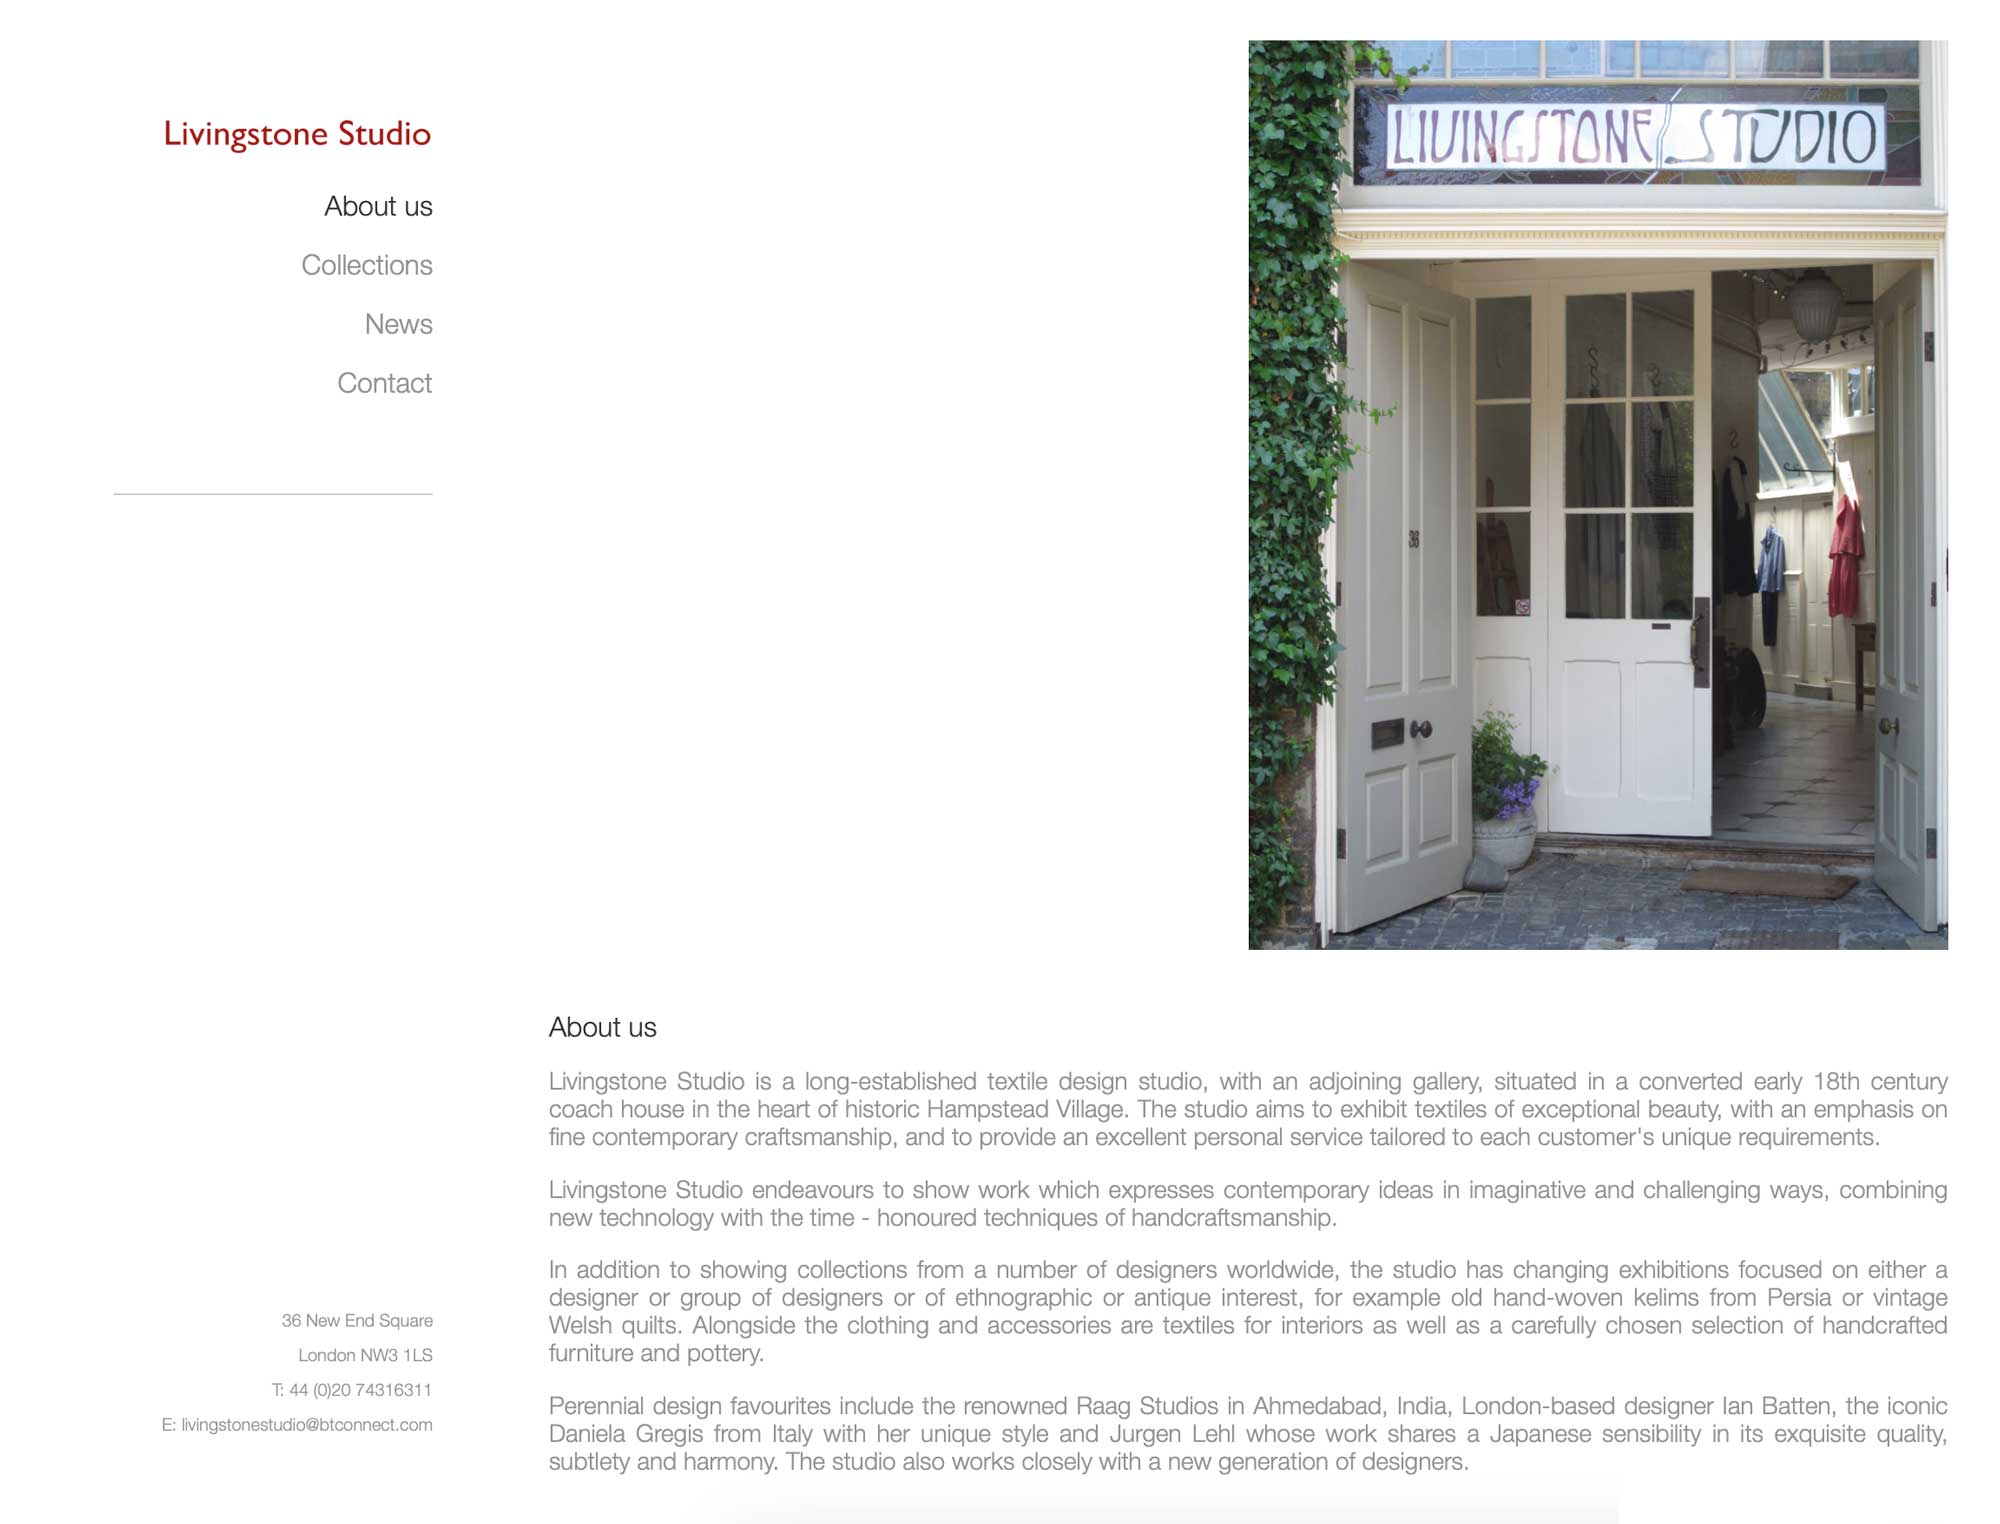 Livingstone Studio
About us
Collections
News
Contact
LIVINGSTONE STUDIO
36
About us
Livingstone Studio is a long-established textile design studio, with an adjoining gallery, situated in a converted early 18th century
coach house in the heart of historic Hampstead Village. The studio aims to exhibit textiles of exceptional beauty, with an emphasis on
fine contemporary craftsmanship, and to provide an excellent personal service tailored to each customer's unique requirements.
Livingstone Studio endeavours to show work which expresses contemporary ideas in imaginative and challenging ways, combining
new technology with the time - honoured techniques of handcraftsmanship.
In addition to showing collections from a number of designers worldwide, the studio has changing exhibitions focused on either a
designer or group of designers or of ethnographic or antique interest, for example old hand-woven kelims from Persia or vintage
Welsh quilts. Alongside the clothing and accessories are textiles for interiors as well as a carefully chosen selection of handcrafted
furniture and pottery.
Perennial design favourites include the renowned Raag Studios in Ahmedabad, India, London-based designer Ian Batten, the iconic
Daniela Gregis from Italy with her unique style and Jurgen Lehl whose work shares a Japanese sensibility in its exquisite quality,
subtlety and harmony. The studio also works closely with a new generation of designers.
36 New End Square
London NW3 1LS
T: 44 (0)20 74316311
E: livingstonestudio@btconnect.com